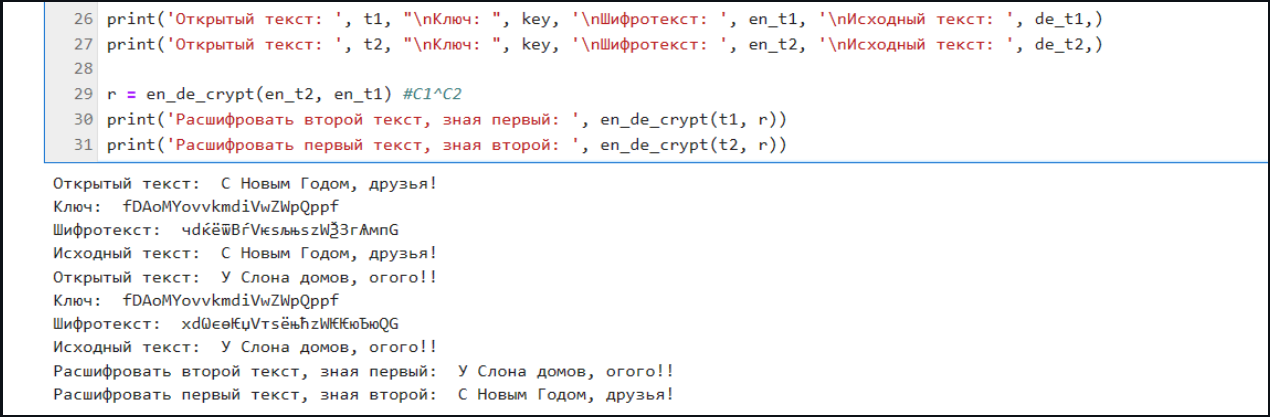 26 print('Открытый текст: ', t1, "\nКлюч: ", key, '\nШифротекст: ', en_t1, '\nИсходный текст: ', de_t1,)
27 print('Открытый текст: ', t2, "\nКлюч: ", key, '\nШифротекст: ', en_t2, '\nИсходный текст: ', de_t2,)
28
29 r = en_de_crypt(en_t2, en_t1) #C1^C2
30 print('Расшифровать второй текст, зная первый: ', en_de_crypt(t1, r))
31 print('Расшифровать первый текст, зная второй: ', en_de_crypt(t2, r))
Открытый текст:  С Новым Годом, друзья!
Ключ:  fDAoMYovvkmdiVwZWpQppf
Шифротекст:
Исходный текст:  С Новым Годом, друзья!
Открытый текст:  У Слона домов, огого!!
Ключ:  fDAoMYovvkmdiVwZWpQppf
Шифротекст:
Исходный текст:  У Слона домов, огого!!
Расшифровать второй текст, зная первый:  У Слона домов, огого!!
Расшифровать первый текст, зная второй:  С Новым Годом, друзья!